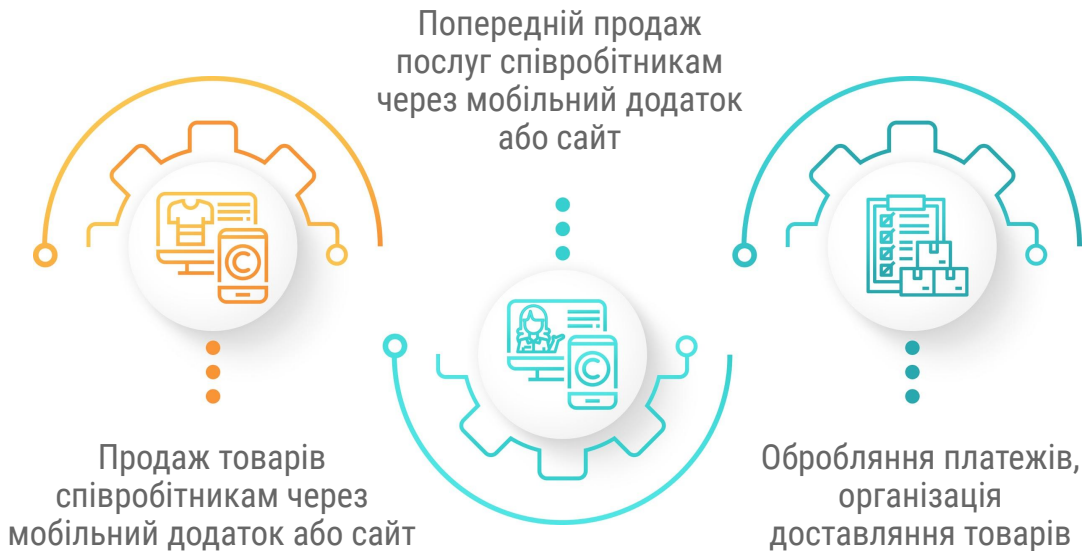 Попередній продаж
послуг співробітникам
через мобільний додаток
або сайт
©
©
©
Продаж товарів
співробітникам через
мобільний додаток або сайт
Обробляння платежів,
організація
доставляння товарів